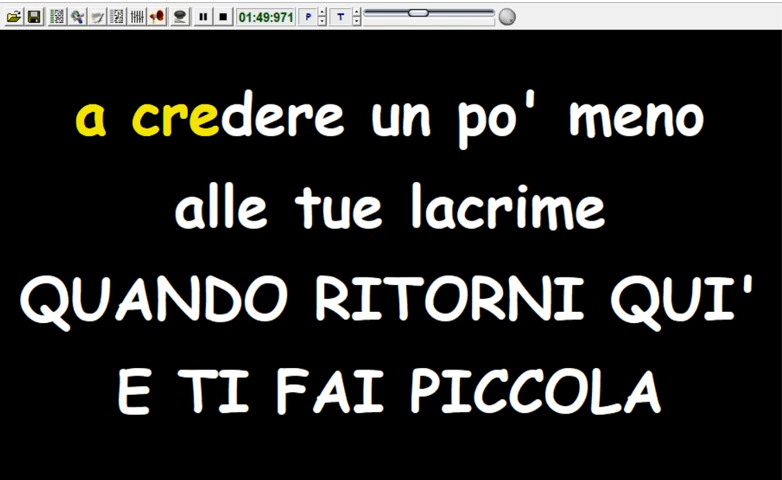 01:49:971 P T
a credere un po' meno
alle tue lacrime
QUANDO RITORNI QUI'
E TI FAI PICCOLA